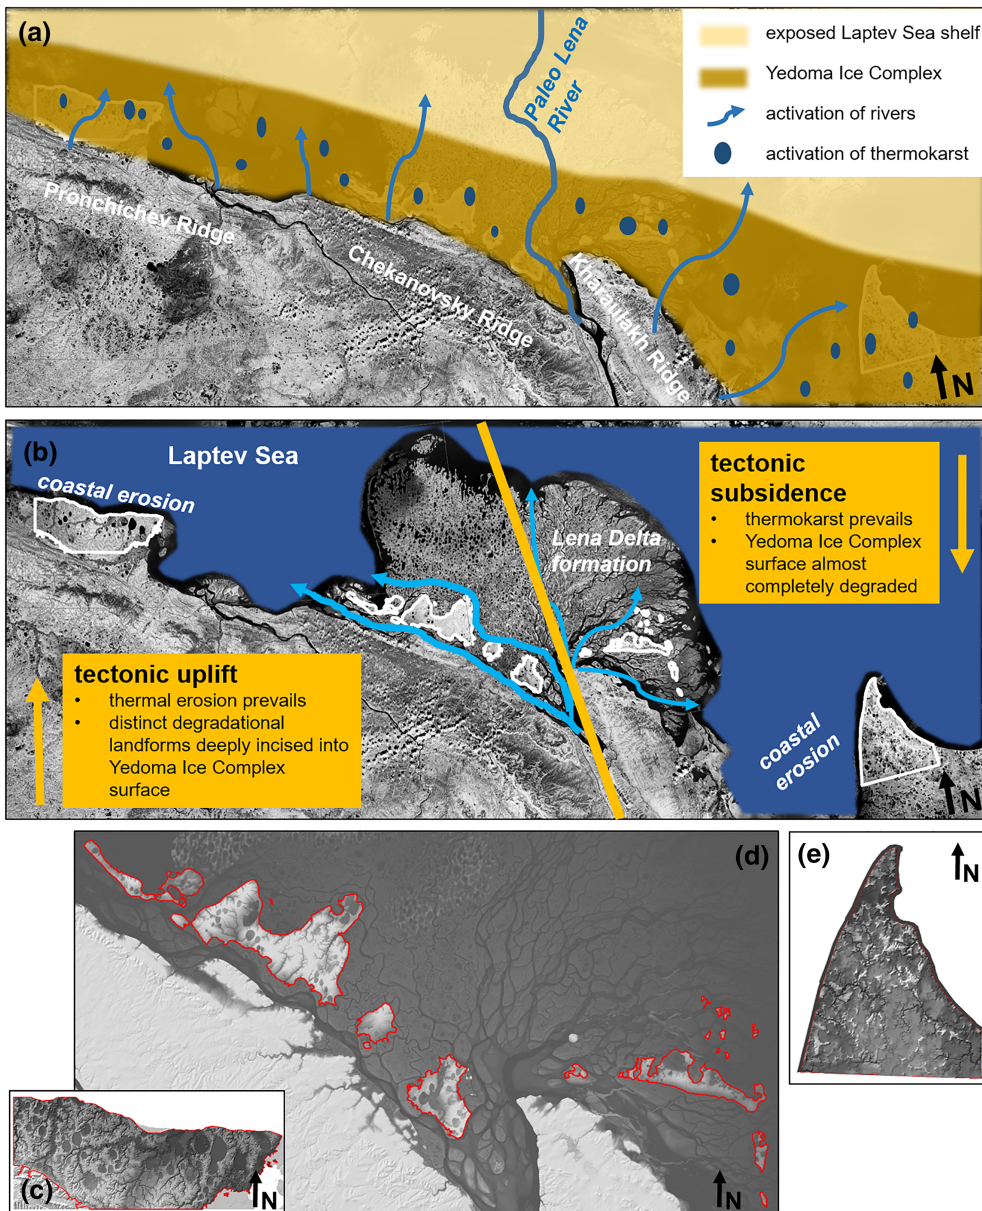 (a)
exposed Laptev Sea shelf
Yedoma Ice Complex
activation of rivers
activation of thermokarst
Paleo Lena
River
Pronchichev Ridge
Chekanovsky Ridge
Kharaulakh Ridge
N
(b)
Laptev Sea
coastal erosion
tectonic
subsidence
• thermokarst prevails
• Yedoma Ice Complex
surface almost
completely degraded
Lena Delta
formation
tectonic uplift
• thermal erosion prevails
• distinct degradational
landforms deeply incised into
Yedoma Ice Complex
surface
coastal
erosion
N
(d)
N
(e)
N
(c)
N